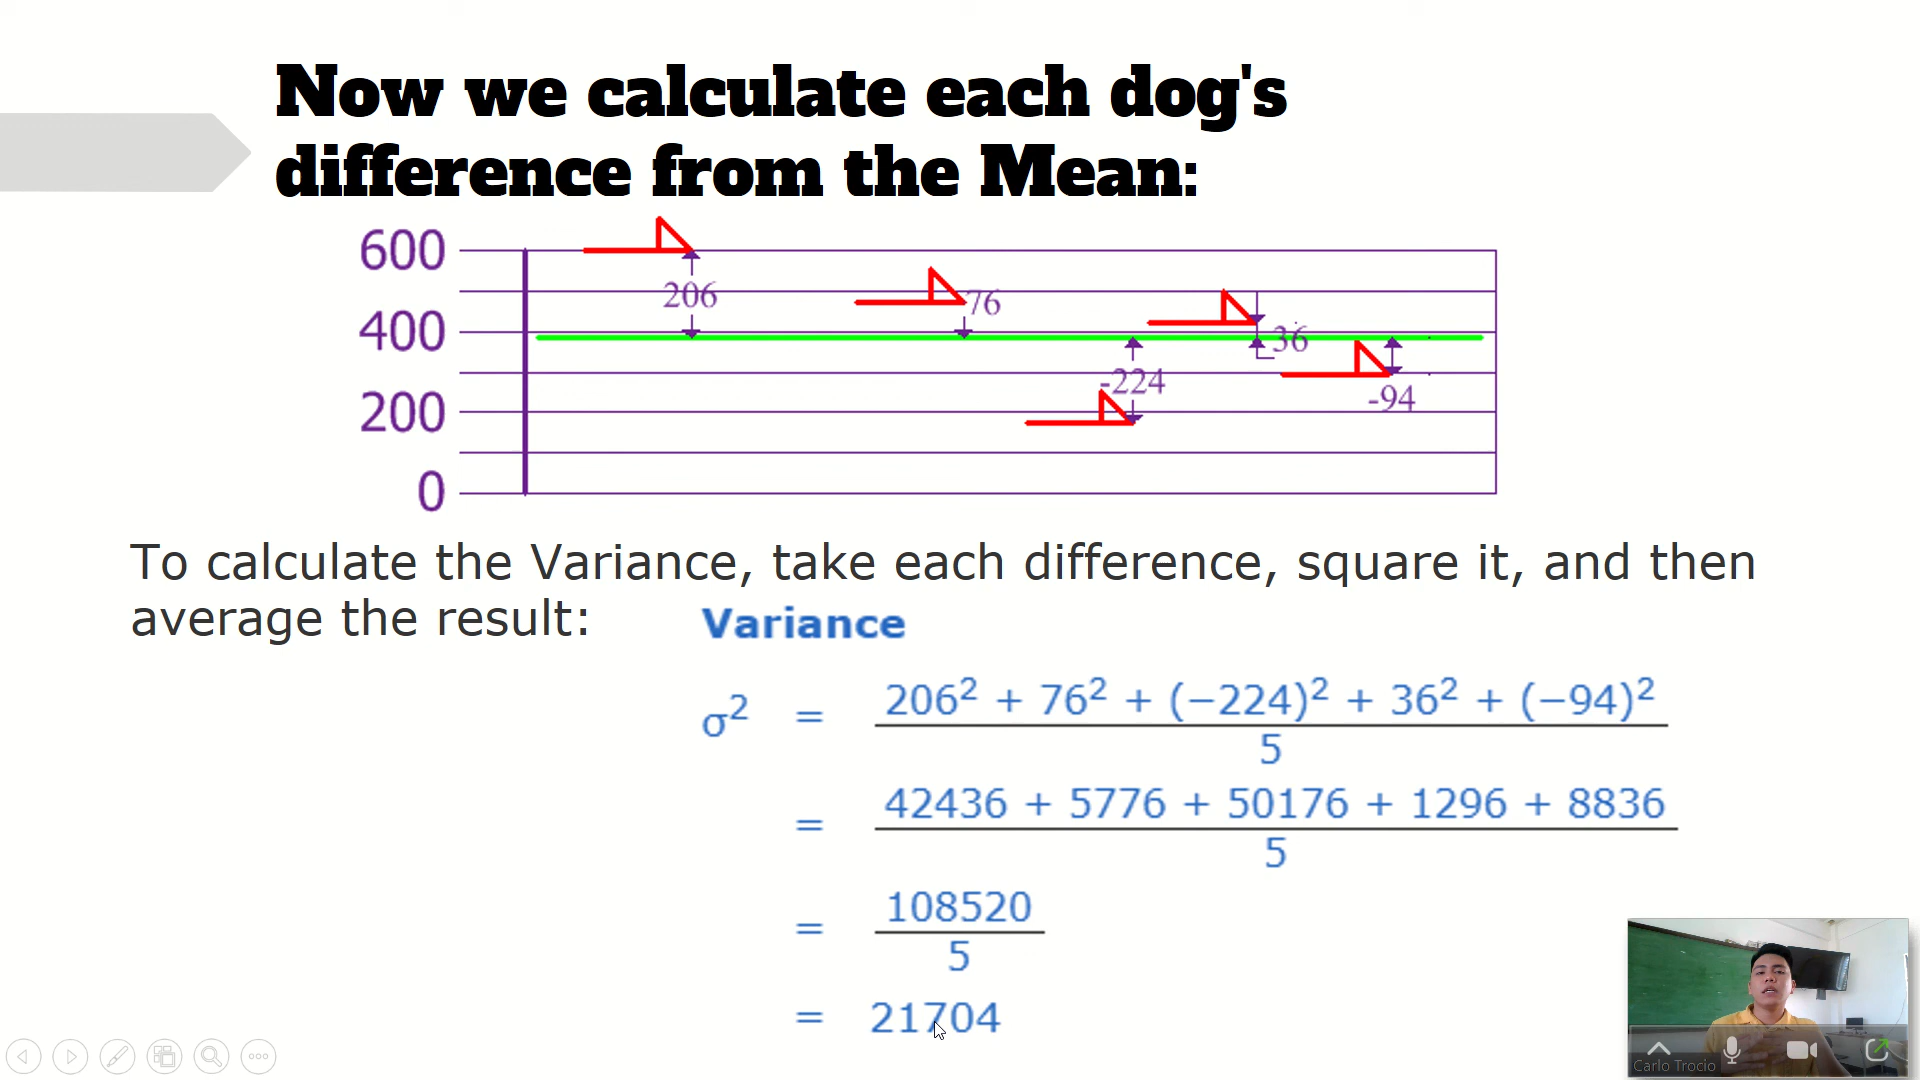 Now we calculate each dog's
difference from the Mean:
600
400
200
0
206
76
-224
36
-94
To calculate the Variance, take each difference, square it, and then
average the result:
Variance
σ² = 206² + 76² + (−224)² + 36² + (−94)²
5
= 42436 + 5776 + 50176 + 1296 + 8836
5
= 108520
5
= 21704
Carlo Trocio